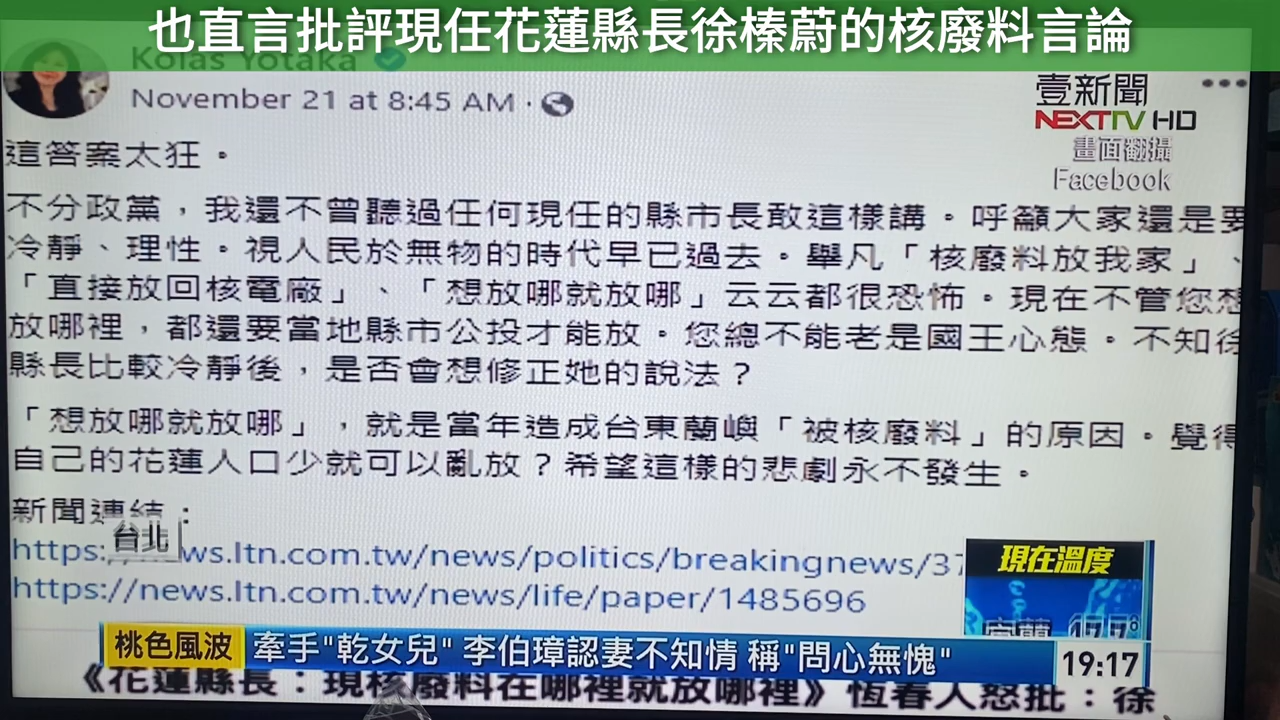 也直言批評現任花蓮縣長徐榛蔚的核廢料言論
Kolas Yotaka
November 21 at 8:45 AM ·
壹新聞
NEXTTV HD
畫面翻攝
Facebook
這答案太狂。
不分政黨，我還不曾聽過任何現任的縣市長敢這樣講。呼籲大家還是要
冷靜、理性。視人民於無物的時代早已過去。舉凡「核廢料放我家」、
「直接放回核電廠」、「想放哪就放哪」云云都很恐怖。現在不管您想
放哪裡，都還要當地縣市公投才能放。您總不能老是國王心態。不知徐
縣長比較冷靜後，是否會想修正她的說法？
「想放哪就放哪」，就是當年造成台東蘭嶼「被核廢料」的原因。覺得
自己的花蓮人口少就可以亂放？希望這樣的悲劇永不發生。
新聞連結：
台北
https: ws.ltn.com.tw/news/politics/breakingnews/37
https://news.ltn.com.tw/news/life/paper/1485696
現在溫度
宜蘭 17.7°
桃色風波 牽手"乾女兒" 李伯璋認妻不知情 稱"問心無愧"
19:17
《花蓮縣長：現核廢料在哪裡就放哪裡》恆春人怒批：徐